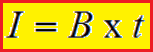 I = B x t